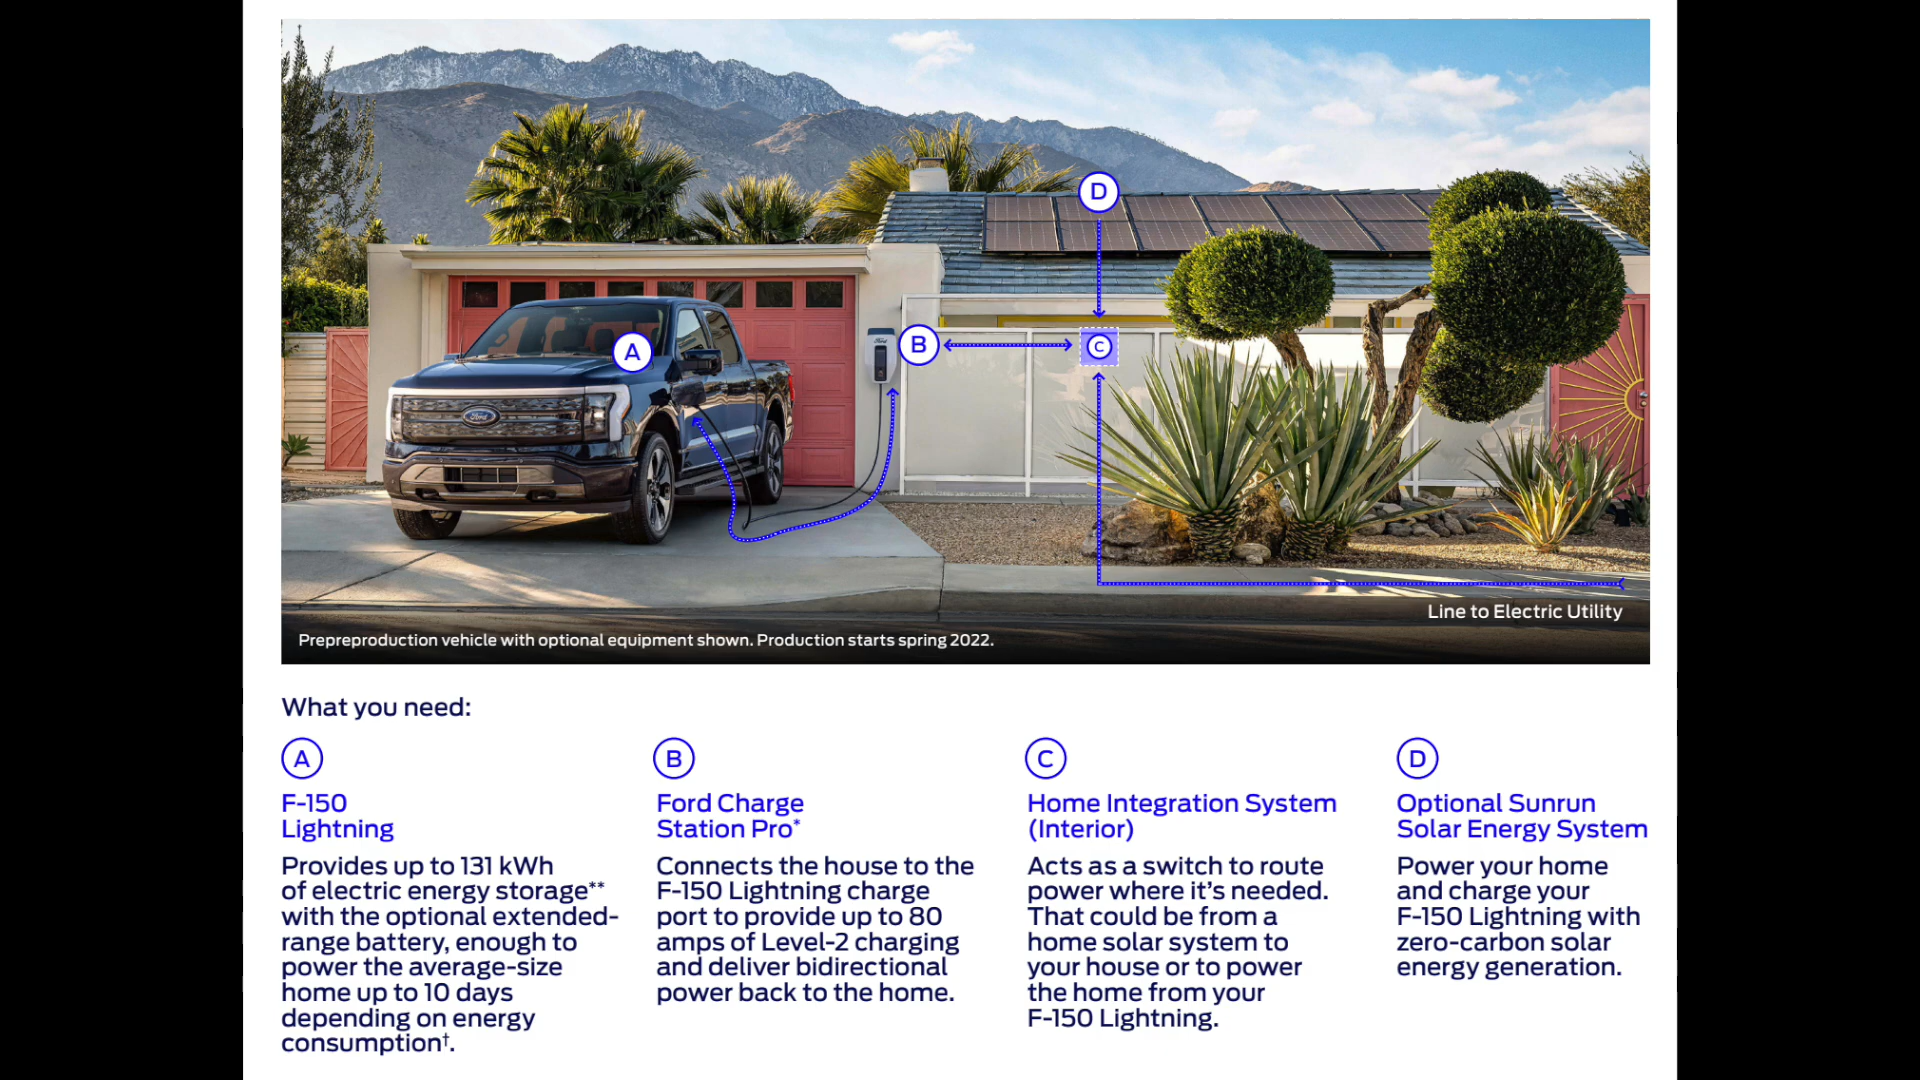 D
A
B
C
Ford
Ford
Line to Electric Utility
Prepreproduction vehicle with optional equipment shown. Production starts spring 2022.
What you need:
A
F-150
Lightning
Provides up to 131 kWh
of electric energy storage**
with the optional extended-
range battery, enough to
power the average-size
home up to 10 days
depending on energy
consumption†.
B
Ford Charge
Station Pro*
Connects the house to the
F-150 Lightning charge
port to provide up to 80
amps of Level-2 charging
and deliver bidirectional
power back to the home.
C
Home Integration System
(Interior)
Acts as a switch to route
power where it’s needed.
That could be from a
home solar system to
your house or to power
the home from your
F-150 Lightning.
D
Optional Sunrun
Solar Energy System
Power your home
and charge your
F-150 Lightning with
zero-carbon solar
energy generation.